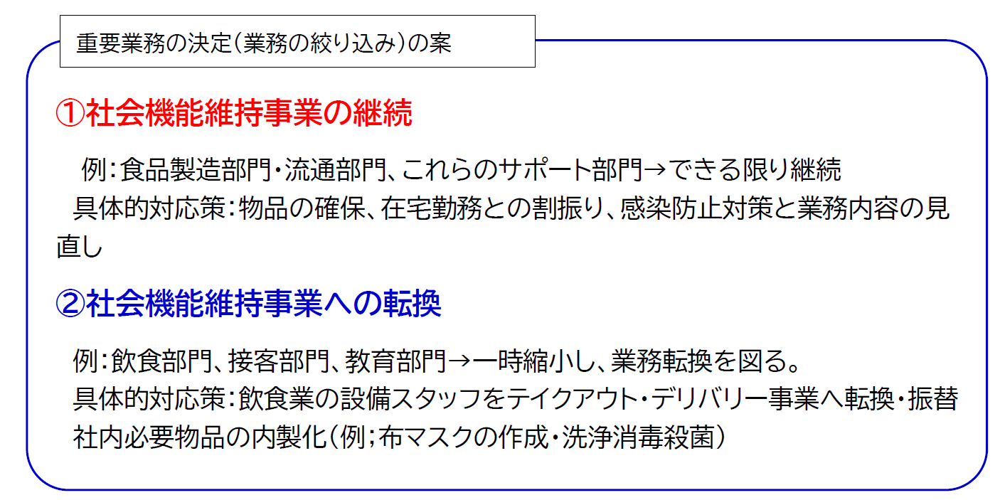 重要業務の決定(業務の絞り込み)の案
①社会機能維持事業の継続
例:食品製造部門・流通部門、これらのサポート部門→できる限り継続
具体的対応策:物品の確保、在宅勤務との割振り、感染防止対策と業務内容の見
直し
②社会機能維持事業への転換
例:飲食部門、接客部門、教育部門→一時縮小し、業務転換を図る。
具体的対応策:飲食業の設備スタッフをテイクアウト・デリバリー事業へ転換・振替
社内必要物品の内製化(例;布マスクの作成・洗浄消毒殺菌)